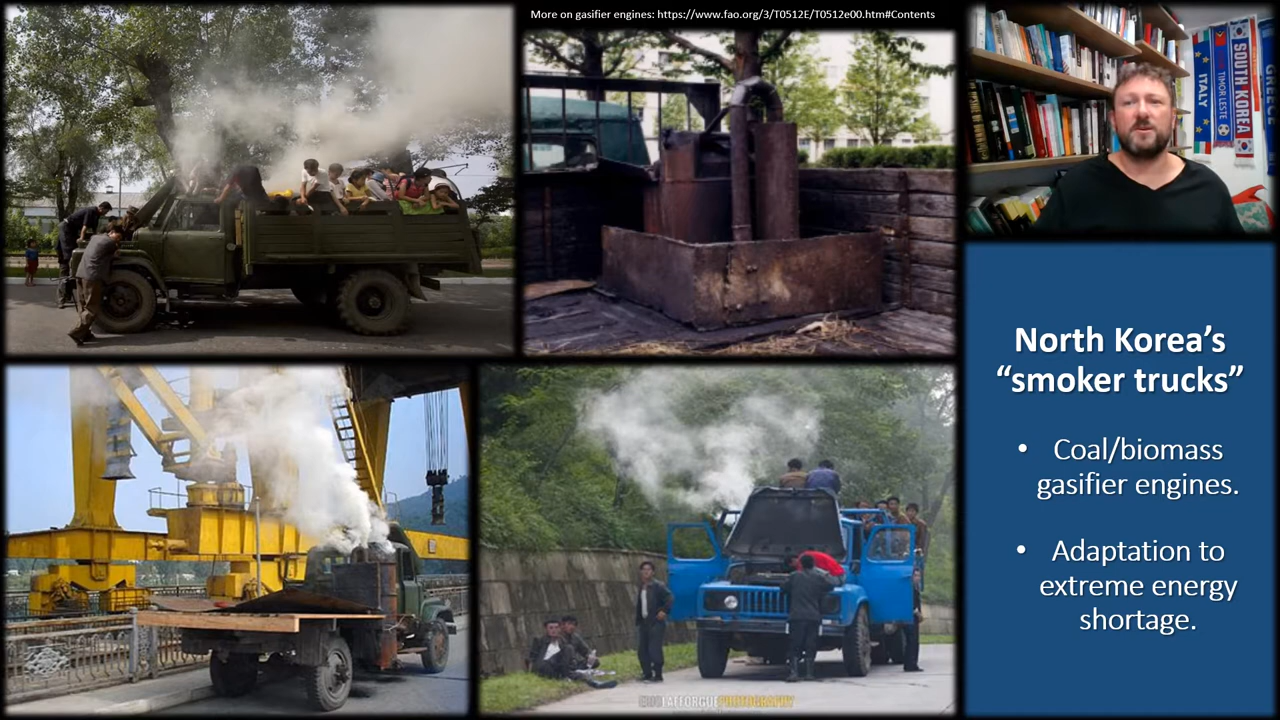 More on gasifier engines: https://www.fao.org/3/T0512E/T0512e00.htm#Contents
ITALY
TIMOR LESTE
SOUTH KOREA
GREECE
North Korea's
“smoker trucks”
• Coal/biomass
gasifier engines.
• Adaptation to
extreme energy
shortage.
ERICLAFFORGUEPHOTOGRAPHY